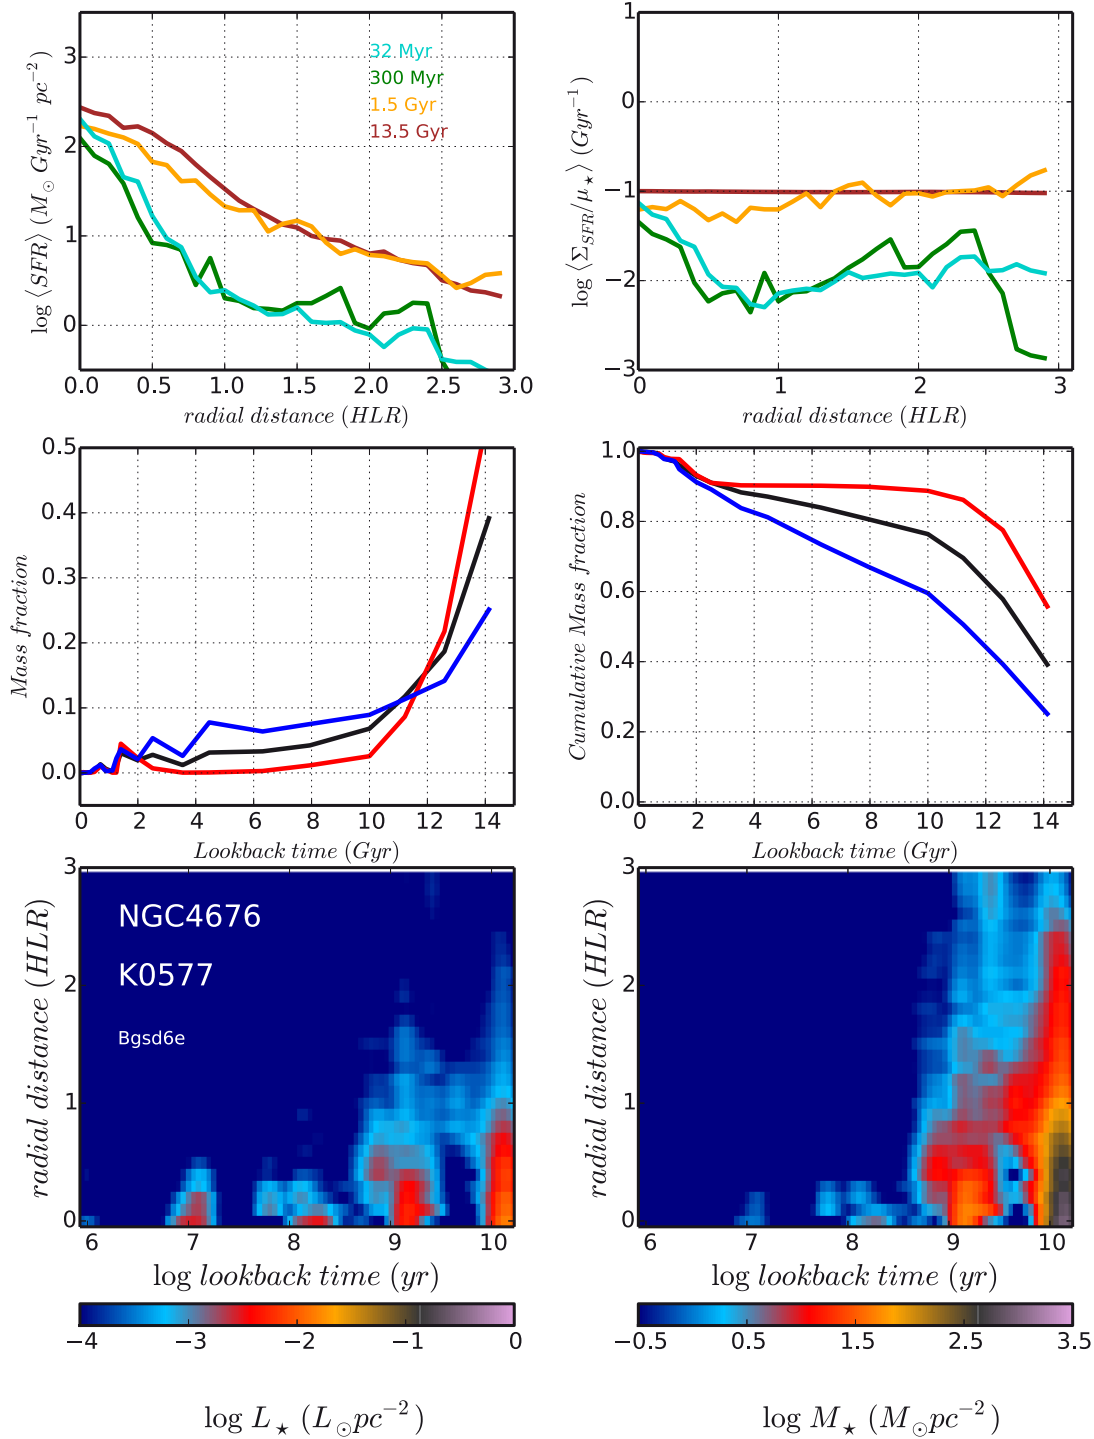 log ⟨SFR⟩ (M⊙ Gyr⁻¹ pc⁻²)
3
2
1
0
32 Myr
300 Myr
1.5 Gyr
13.5 Gyr
0.0 0.5 1.0 1.5 2.0 2.5 3.0
radial distance (HLR)
log ⟨Σ_SFR/μ⋆⟩ (Gyr⁻¹)
1
0
−1
−2
−3
0 1 2 3
radial distance (HLR)
Mass fraction
0.5
0.4
0.3
0.2
0.1
0.0
0 2 4 6 8 10 12 14
Lookback time (Gyr)
Cumulative Mass fraction
1.0
0.8
0.6
0.4
0.2
0.0
0 2 4 6 8 10 12 14
Lookback time (Gyr)
radial distance (HLR)
3
2
1
0
NGC4676
K0577
Bgsd6e
6 7 8 9 10
log lookback time (yr)
−4 −3 −2 −1 0
log L⋆ (L⊙pc⁻²)
radial distance (HLR)
3
2
1
0
6 7 8 9 10
log lookback time (yr)
−0.5 0.5 1.5 2.5 3.5
log M⋆ (M⊙pc⁻²)